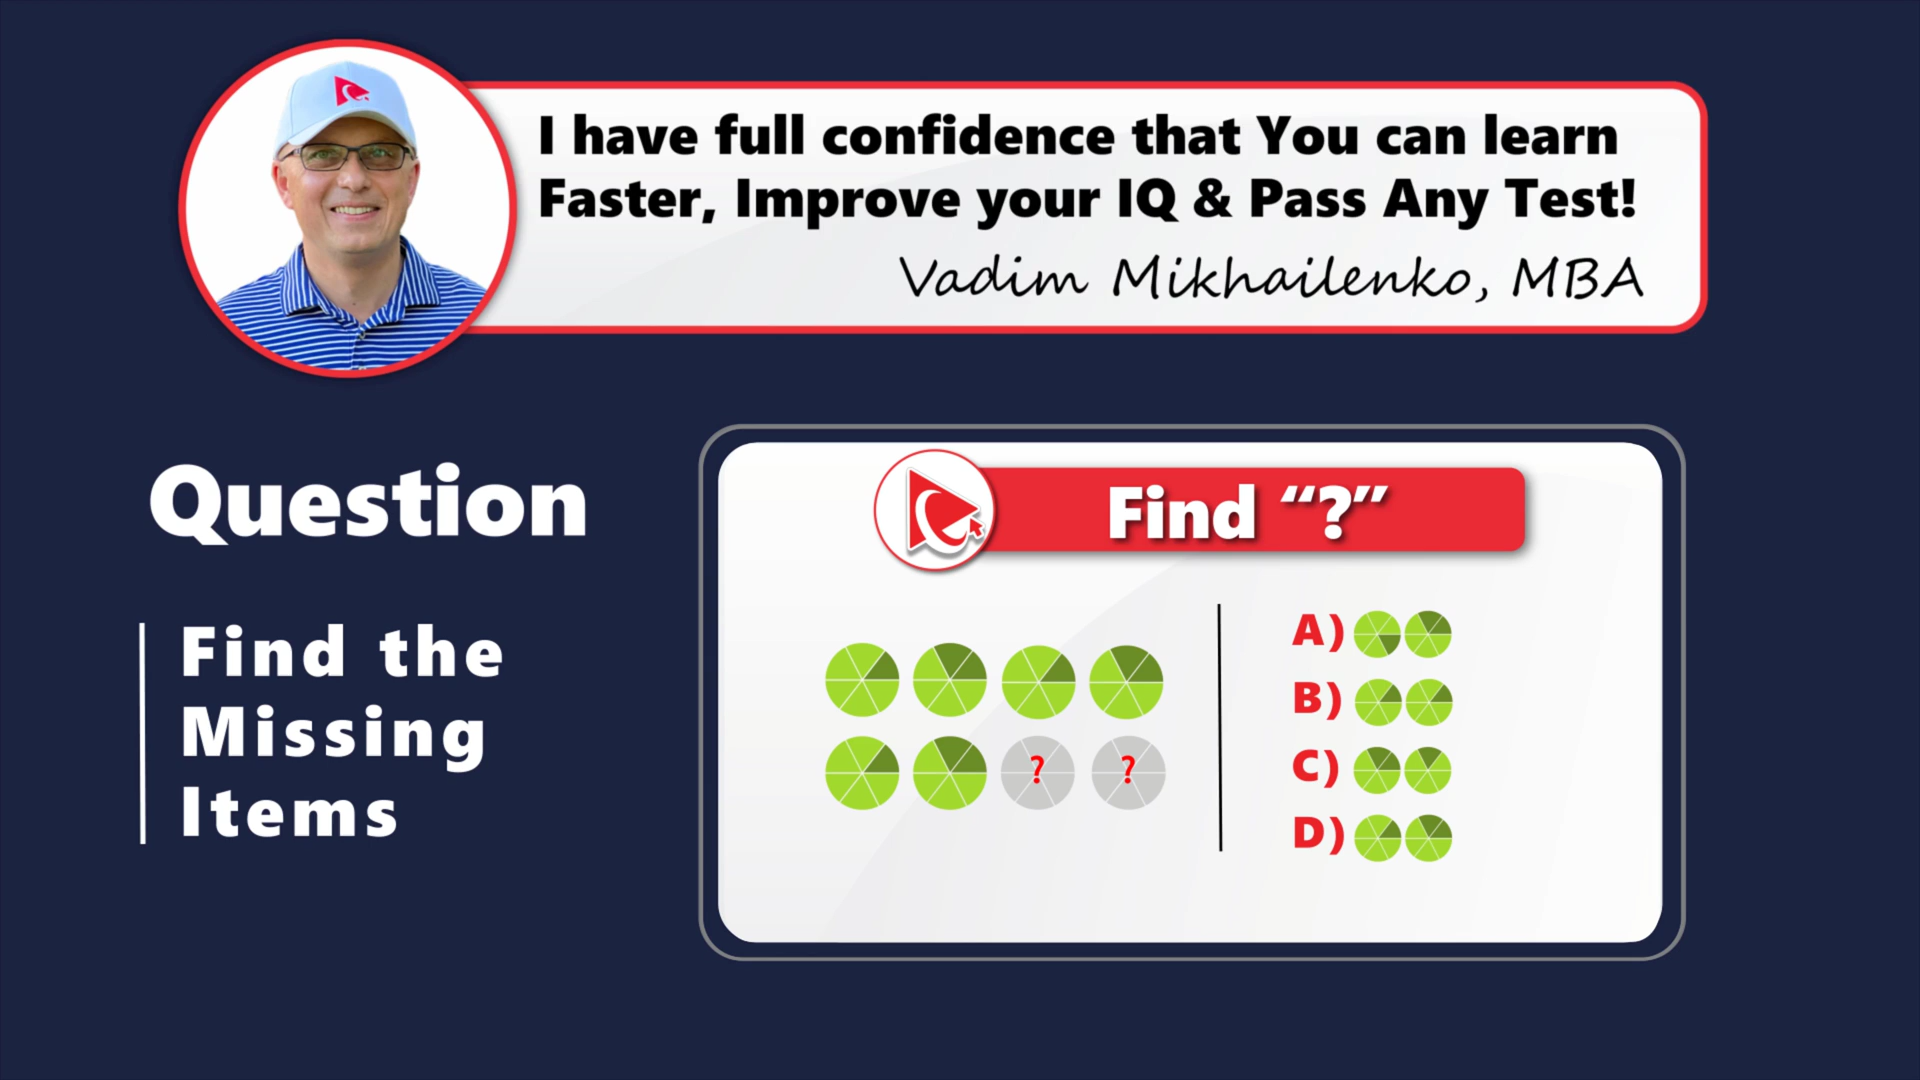 I have full confidence that You can learn
Faster, Improve your IQ & Pass Any Test!
Vadim Mikhailenko, MBA
Question
Find the
Missing
Items
Find “?”
? ?
A)
B)
C)
D)